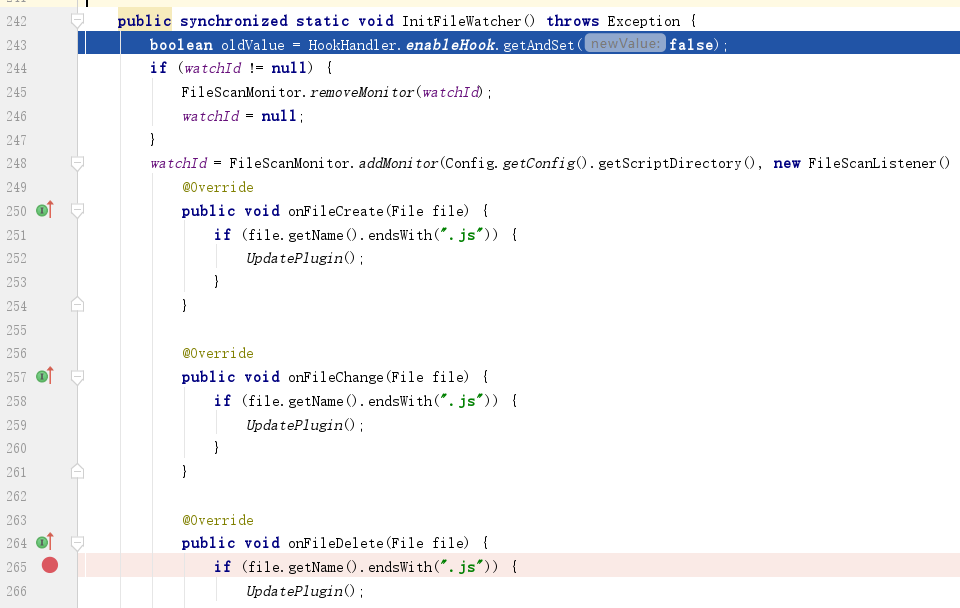 242 public synchronized static void InitFileWatcher() throws Exception {
243 boolean oldValue = HookHandler.enableHook.getAndSet( newValue: false);
244 if (watchId != null) {
245 FileScanMonitor.removeMonitor(watchId);
246 watchId = null;
247 }
248 watchId = FileScanMonitor.addMonitor(Config.getConfig().getScriptDirectory(), new FileScanListener()
249 @Override
250 public void onFileCreate(File file) {
251 if (file.getName().endsWith(".js")) {
252 UpdatePlugin();
253 }
254 }
255
256 @Override
257 public void onFileChange(File file) {
258 if (file.getName().endsWith(".js")) {
259 UpdatePlugin();
260 }
261 }
262
263 @Override
264 public void onFileDelete(File file) {
265 if (file.getName().endsWith(".js")) {
266 UpdatePlugin();